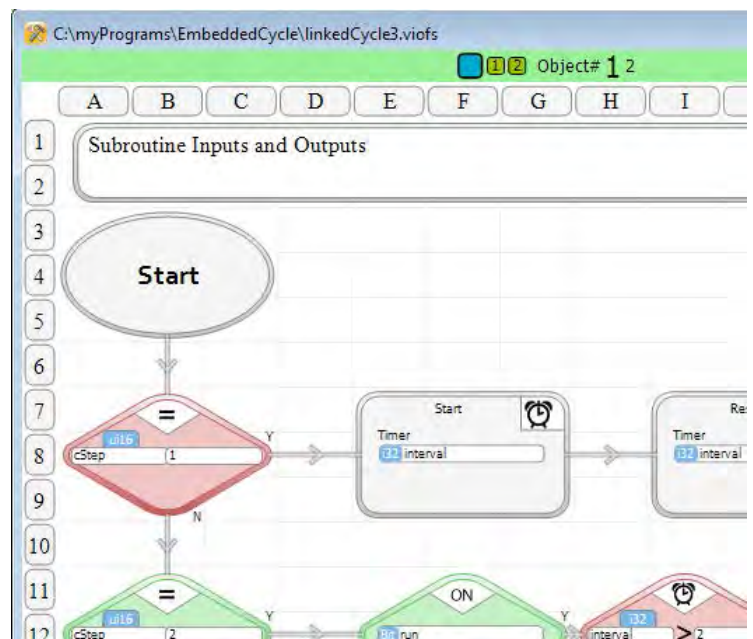 C:\myPrograms\EmbeddedCycle\linkedCycle3.viofs
1 2 Object# 1 2
A B C D E F G H I
1 Subroutine Inputs and Outputs
2
3
4 Start
5
6
7 = Start Re
ui16 Y Timer Timer
8 cStep 1 i32 interval i32 interval
9
N
10
11 = ON
ui16 Y Y i32
12 cStep 2 Bit run interval > 2